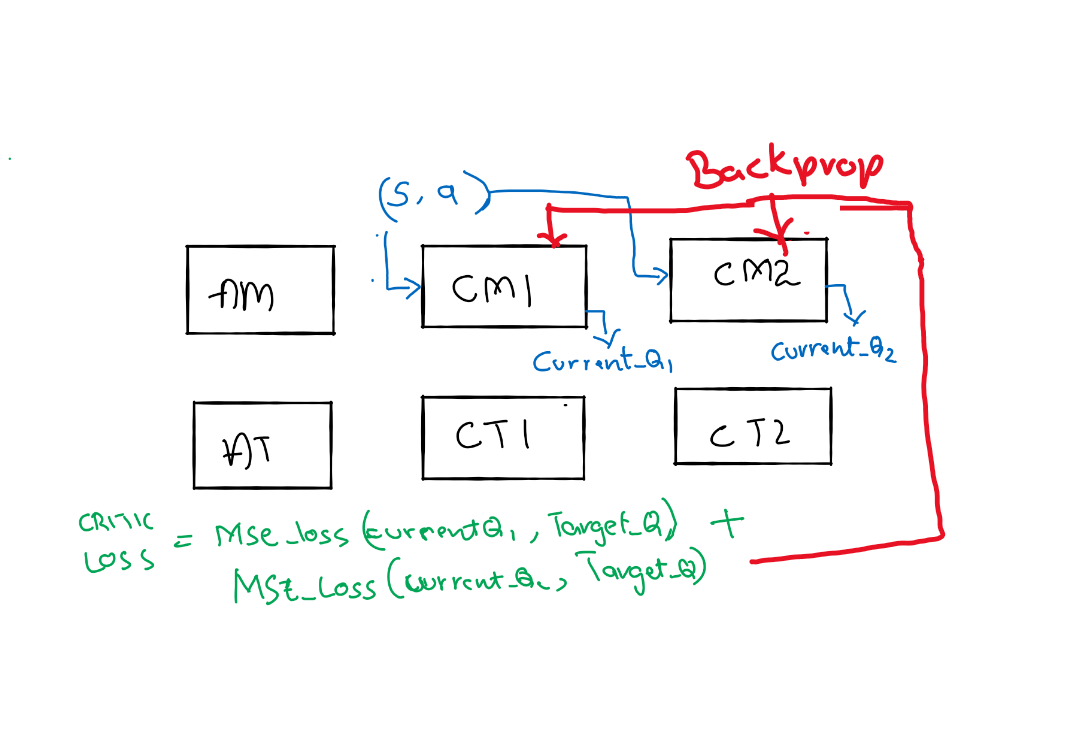 Backprop
(s, a)
AM
CM1
CM2
Current_Q1
Current_Q2
AT
CT1
CT2
CRITIC LOSS = MSE_loss (currentQ1, Target_Q) +
MSE_Loss (current_Q2, Target_Q)